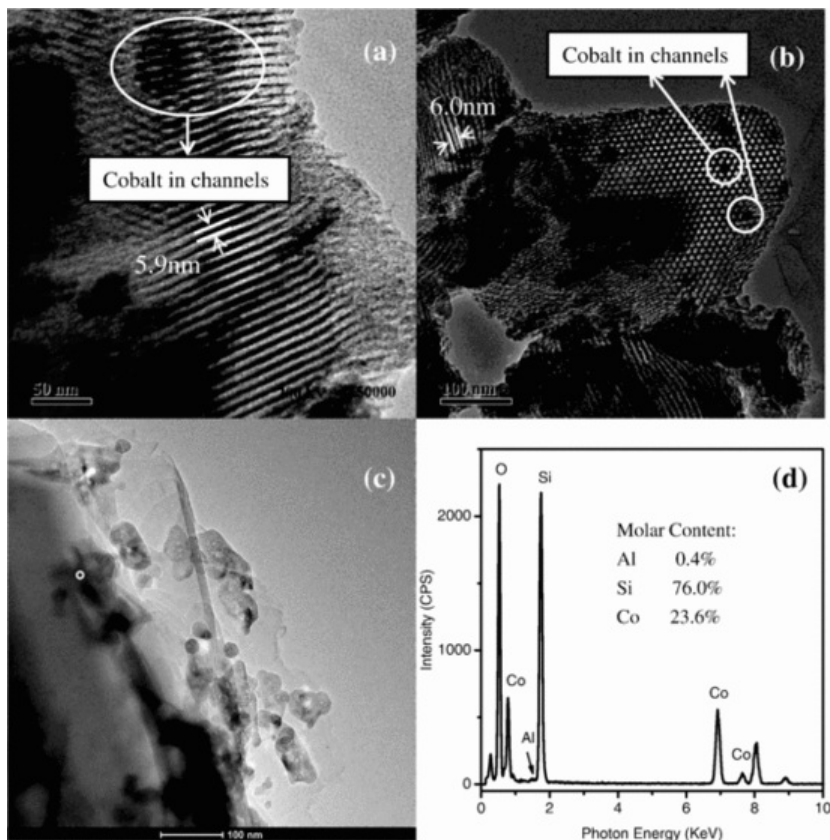 (a)
Cobalt in channels
5.9nm
50 nm
(b)
Cobalt in channels
6.0nm
100 nm
(c)
100 nm
(d)
O
Si
Molar Content:
Al 0.4%
Si 76.0%
Co 23.6%
Co
Al
Co
Co
2000
1000
0
Intensity (CPS)
0 2 4 6 8 10
Photon Energy (KeV)